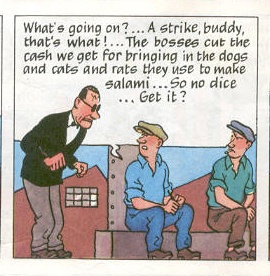 What's going on?... A strike, buddy,
that's what!... The bosses cut the
cash we get for bringing in the dogs
and cats and rats they use to make
salami... So no dice
... Get it?